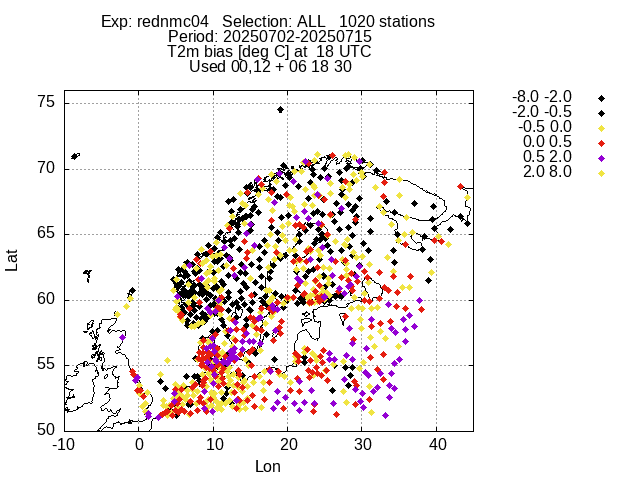 Exp: rednmc04 Selection: ALL 1020 stations
Period: 20250702-20250715
T2m bias [deg C] at 18 UTC
Used 00,12 + 06 18 30
-8.0 -2.0
-2.0 -0.5
-0.5 0.0
0.0 0.5
0.5 2.0
2.0 8.0
75
70
65
60
55
50
Lat
-10 0 10 20 30 40
Lon